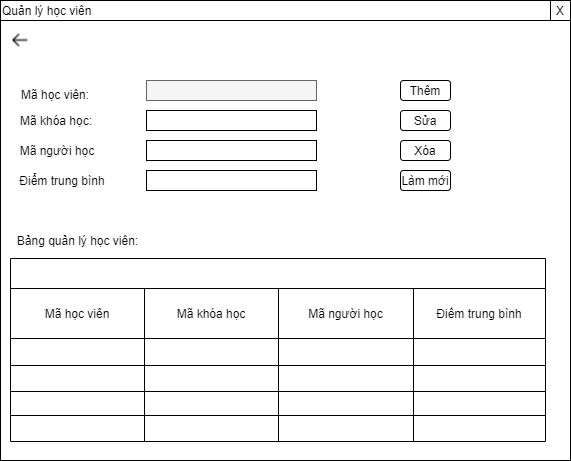 Quản lý học viên X
Mã học viên: Thêm
Mã khóa học: Sửa
Mã người học Xóa
Điểm trung bình Làm mới
Bảng quản lý học viên:
Mã học viên Mã khóa học Mã người học Điểm trung bình